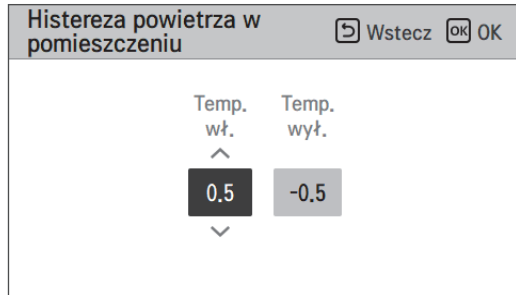 Histereza powietrza w
pomieszczeniu
Wstecz OK OK
Temp. Temp.
wł. wył.
0.5 -0.5